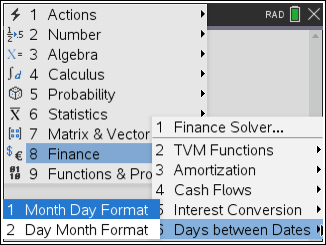 RAD
1 Actions
2 Number
3 Algebra
4 Calculus
5 Probability
6 Statistics
7 Matrix & Vector
8 Finance
9 Functions & Pro
1 Finance Solver...
2 TVM Functions
3 Amortization
4 Cash Flows
5 Interest Conversion
6 Days between Dates
1 Month Day Format
2 Day Month Format